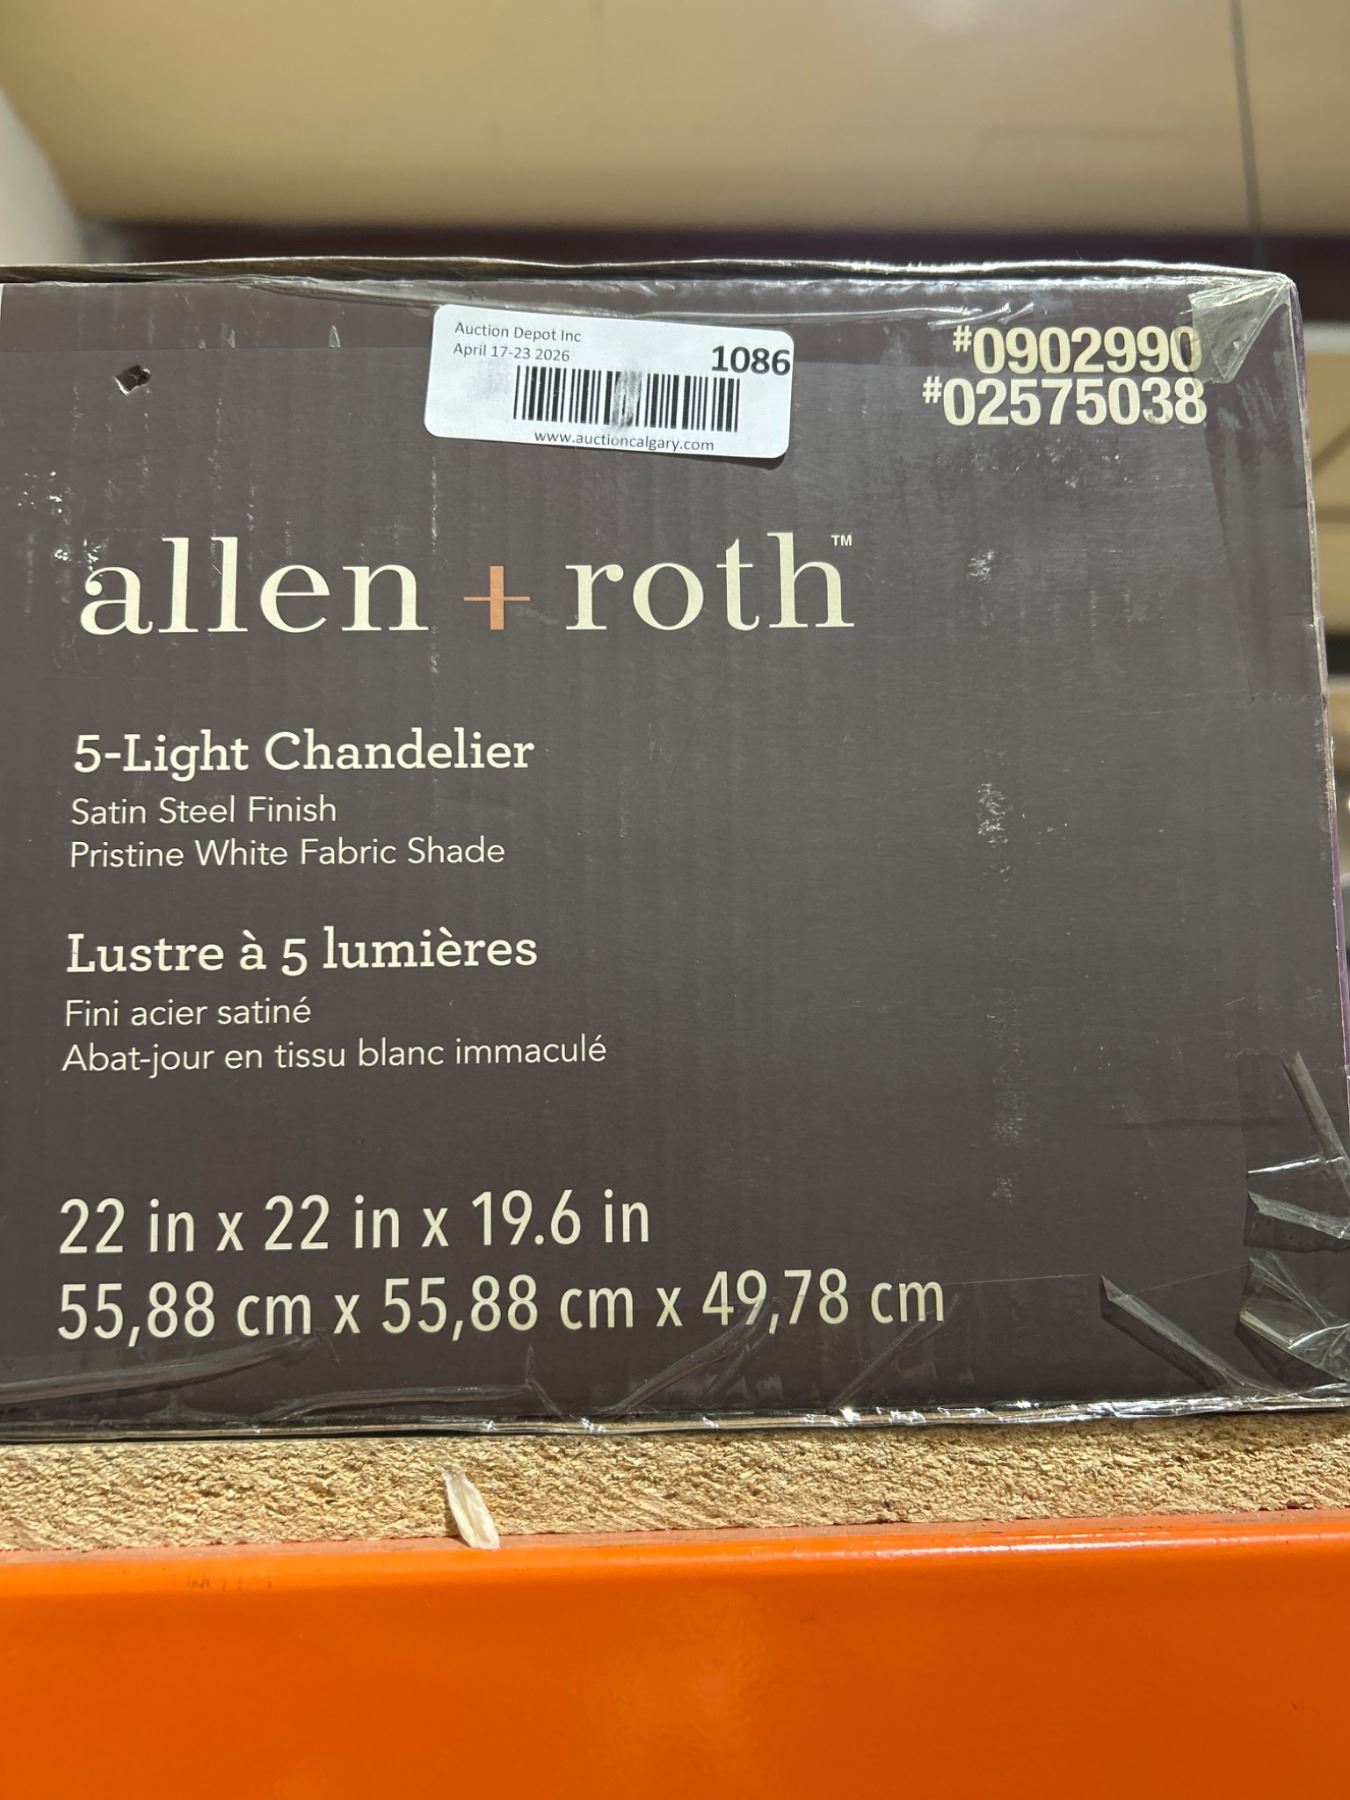 Auction Depot Inc
April 17-23 2026
1086
www.auctioncalgary.com
#0902990
#02575038
allen + roth™
5-Light Chandelier
Satin Steel Finish
Pristine White Fabric Shade
Lustre à 5 lumières
Fini acier satiné
Abat-jour en tissu blanc immaculé
22 in x 22 in x 19.6 in
55,88 cm x 55,88 cm x 49,78 cm